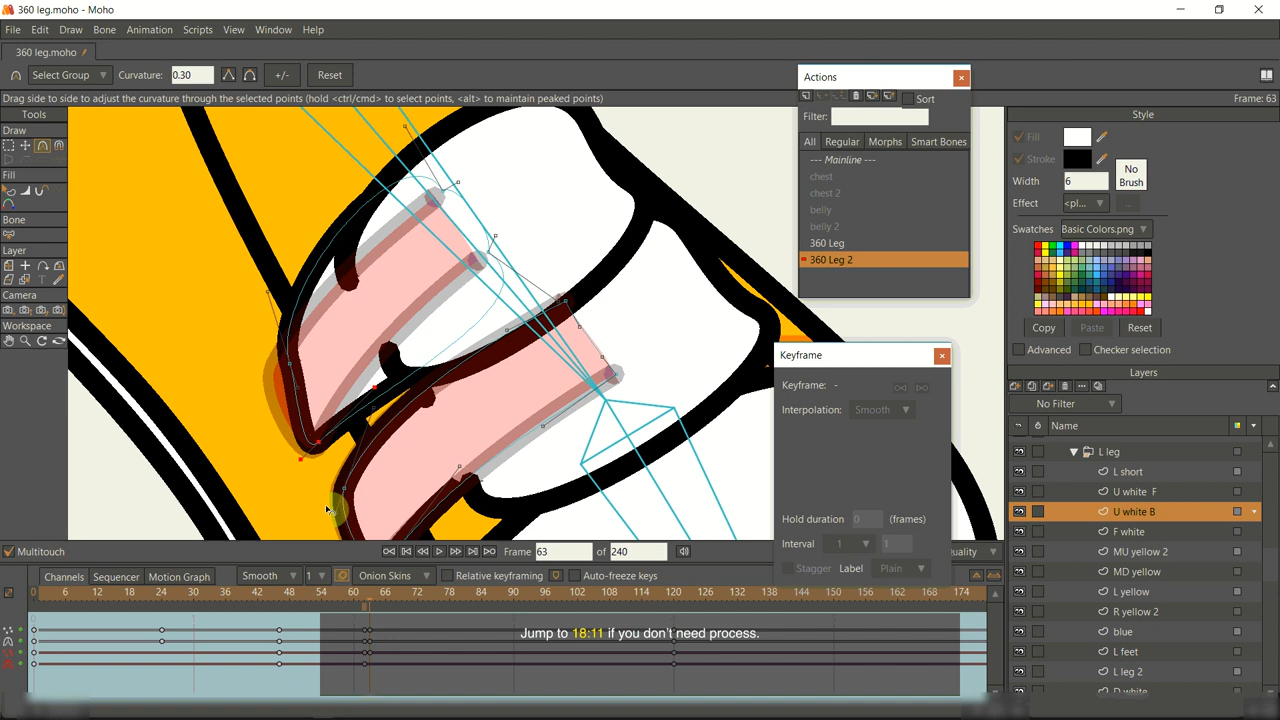 360 leg.moho - Moho
File Edit Draw Bone Animation Scripts View Window Help
360 leg.moho
Select Group Curvature: 0.30 +/- Reset
Drag side to side to adjust the curvature through the selected points (hold <ctrl/cmd> to select points, <alt> to maintain peaked points)
Frame: 63
Tools
Draw
Fill
Bone
Layer
Camera
Workspace
Actions
Sort
Filter:
All Regular Morphs Smart Bones
--- Mainline ---
chest
chest 2
belly
belly 2
360 Leg
360 Leg 2
Keyframe
Keyframe: -
Interpolation: Smooth
Hold duration 0 (frames)
Interval 1 1
Stagger Label Plain
Style
Fill
Stroke
No Brush
Width 6
Effect <pl...
...
Swatches Basic Colors.png
Copy Paste Reset
Advanced Checker selection
Layers
No Filter
Name
L leg
L short
U white F
U white B
F white
MU yellow 2
MD yellow
L yellow
R yellow 2
blue
L feet
L leg 2
Multitouch
Frame 63 of 240
uality
Channels Sequencer Motion Graph Smooth 1 Onion Skins Relative keyframing Auto-freeze keys
0 6 12 18 24 30 36 42 48 54 60 66 72 78 84 90 96 102 108 114 120 126 132 138 144 150 156 162 168 174
Jump to 18:11 if you don't need process.